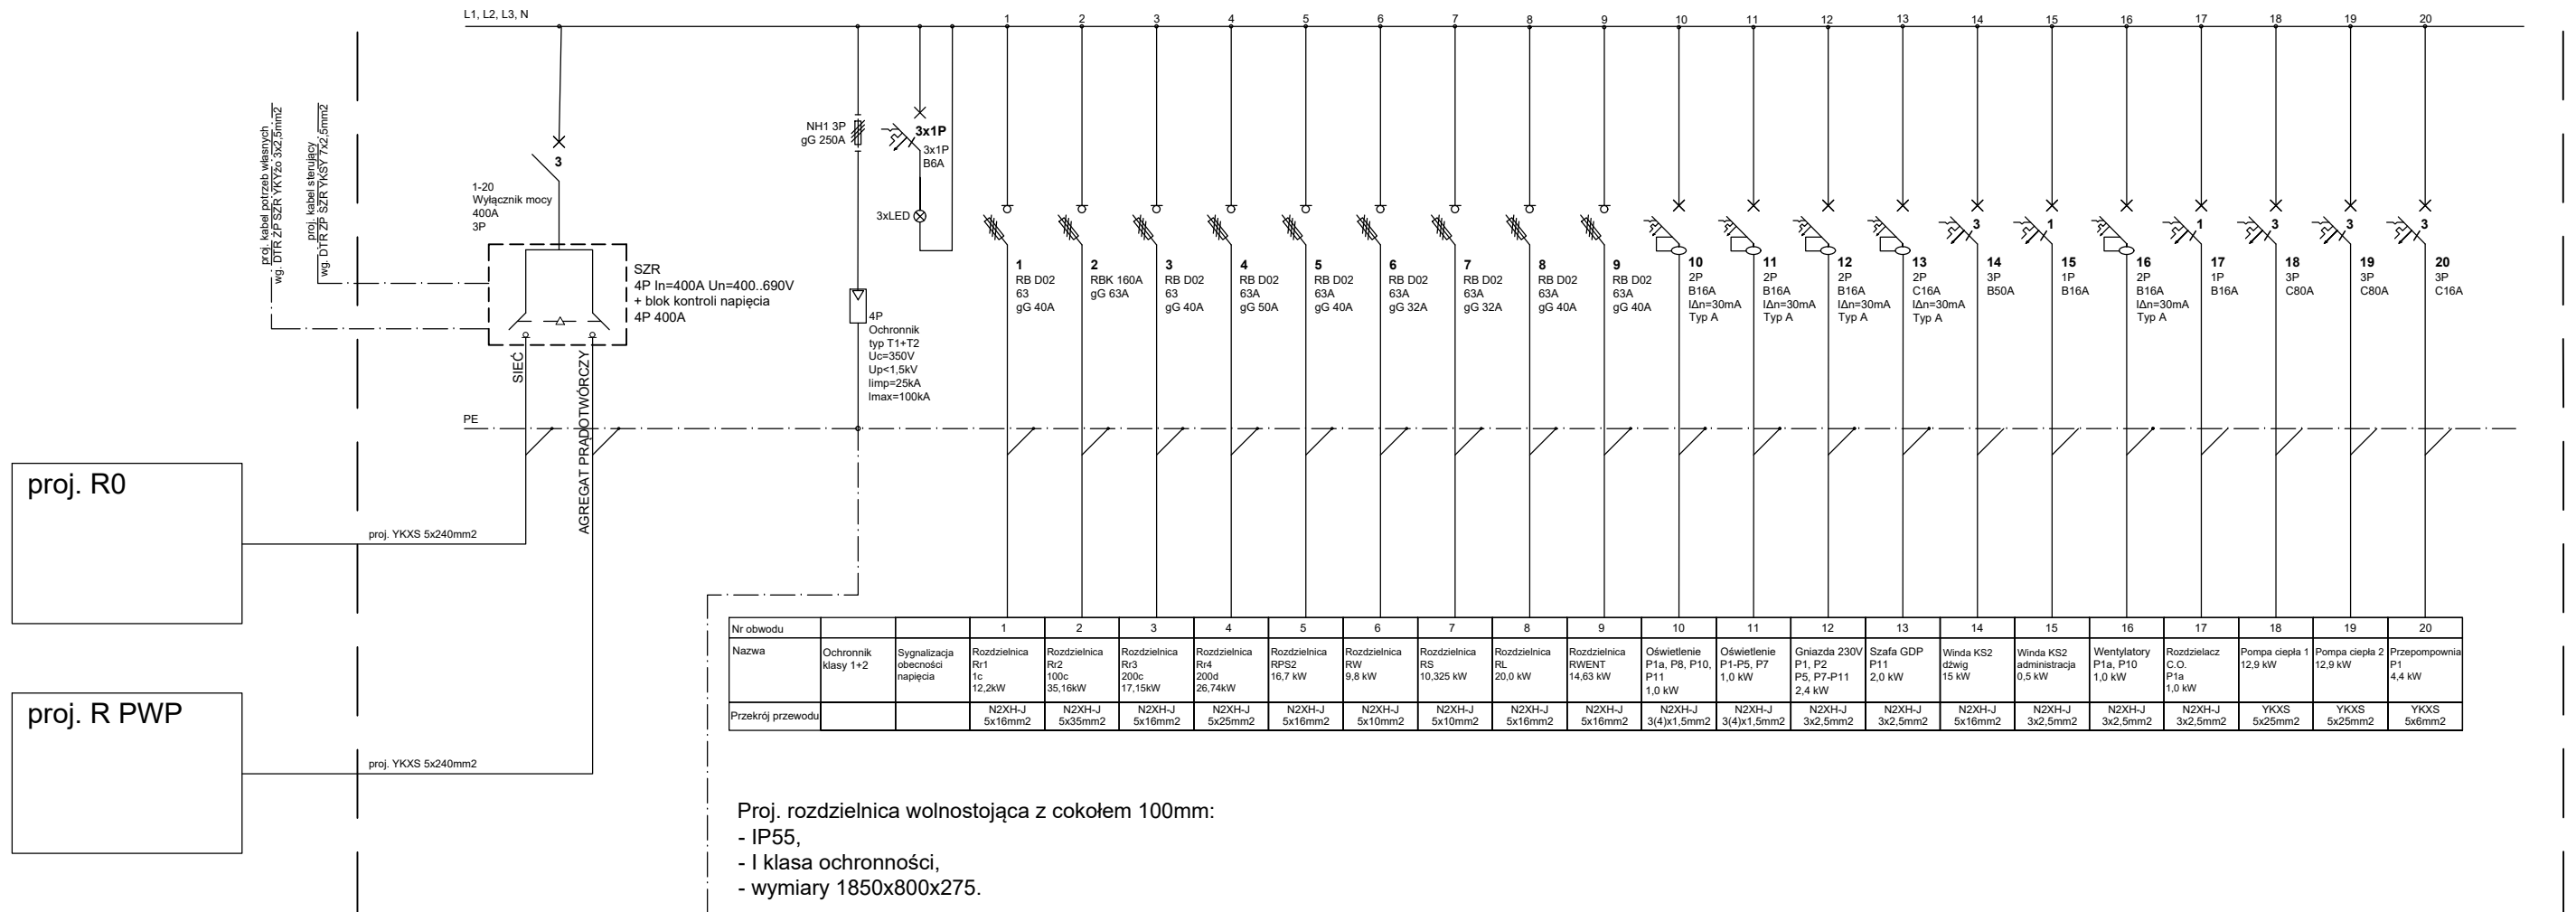 L1, L2, L3, N
1
2
3
4
5
6
7
8
9
10
11
12
13
14
15
16
17
18
19
20
proj. kabel potrzeb własnych
wg. DTR ZP SZR YKYżo 3x2,5mm2
proj. kabel sterujący
wg. DTR ZP SZR YKSY 7x2,5mm2
3
1-20
Wyłącznik mocy
400A
3P
SZR
4P In=400A Un=400..690V
+ blok kontroli napięcia
4P 400A
SIEĆ
AGREGAT PRĄDOTWÓRCZY
NH1 3P
gG 250A
3x1P
3x1P
B6A
3xLED
4P
Ochronnik
typ T1+T2
Uc=350V
Up<1,5kV
Iimp=25kA
Imax=100kA
1
RB D02
63
gG 40A
2
RBK 160A
gG 63A
3
RB D02
63
gG 40A
4
RB D02
63A
gG 50A
5
RB D02
63A
gG 40A
6
RB D02
63A
gG 32A
7
RB D02
63A
gG 32A
8
RB D02
63A
gG 40A
9
RB D02
63A
gG 40A
10
2P
B16A
IΔn=30mA
Typ A
11
2P
B16A
IΔn=30mA
Typ A
12
2P
B16A
IΔn=30mA
Typ A
13
2P
C16A
IΔn=30mA
Typ A
3
14
3P
B50A
1
15
1P
B16A
16
2P
B16A
IΔn=30mA
Typ A
1
17
1P
B16A
3
18
3P
C80A
3
19
3P
C80A
3
20
3P
C16A
PE
proj. R0
proj. YKXS 5x240mm2
proj. R PWP
proj. YKXS 5x240mm2
Nr obwodu 1 2 3 4 5 6 7 8 9 10 11 12 13 14 15 16 17 18 19 20
Nazwa
Ochronnik
klasy 1+2
Sygnalizacja
obecności
napięcia
Rozdzielnica
Rr1
1c
12,2kW
Rozdzielnica
Rr2
100c
35,16kW
Rozdzielnica
Rr3
200c
17,15kW
Rozdzielnica
Rr4
200d
26,74kW
Rozdzielnica
RPS2
16,7 kW
Rozdzielnica
RW
9,8 kW
Rozdzielnica
RS
10,325 kW
Rozdzielnica
RL
20,0 kW
Rozdzielnica
RWENT
14,63 kW
Oświetlenie
P1a, P8, P10,
P11
1,0 kW
Oświetlenie
P1-P5, P7
1,0 kW
Gniazda 230V
P1, P2
P5, P7-P11
2,4 kW
Szafa GDP
P11
2,0 kW
Winda KS2
dźwig
15 kW
Winda KS2
administracja
0,5 kW
Wentylatory
P1a, P10
1,0 kW
Rozdzielacz
C.O.
P1a
1,0 kW
Pompa ciepła 1
12,9 kW
Pompa ciepła 2
12,9 kW
Przepompownia
P1
4,4 kW
Przekrój przewodu
N2XH-J
5x16mm2
N2XH-J
5x35mm2
N2XH-J
5x16mm2
N2XH-J
5x25mm2
N2XH-J
5x16mm2
N2XH-J
5x10mm2
N2XH-J
5x10mm2
N2XH-J
5x16mm2
N2XH-J
5x16mm2
N2XH-J
3(4)x1,5mm2
N2XH-J
3(4)x1,5mm2
N2XH-J
3x2,5mm2
N2XH-J
3x2,5mm2
N2XH-J
5x16mm2
N2XH-J
3x2,5mm2
N2XH-J
3x2,5mm2
N2XH-J
3x2,5mm2
YKXS
5x25mm2
YKXS
5x25mm2
YKXS
5x6mm2
Proj. rozdzielnica wolnostojąca z cokołem 100mm:
- IP55,
- I klasa ochronności,
- wymiary 1850x800x275.